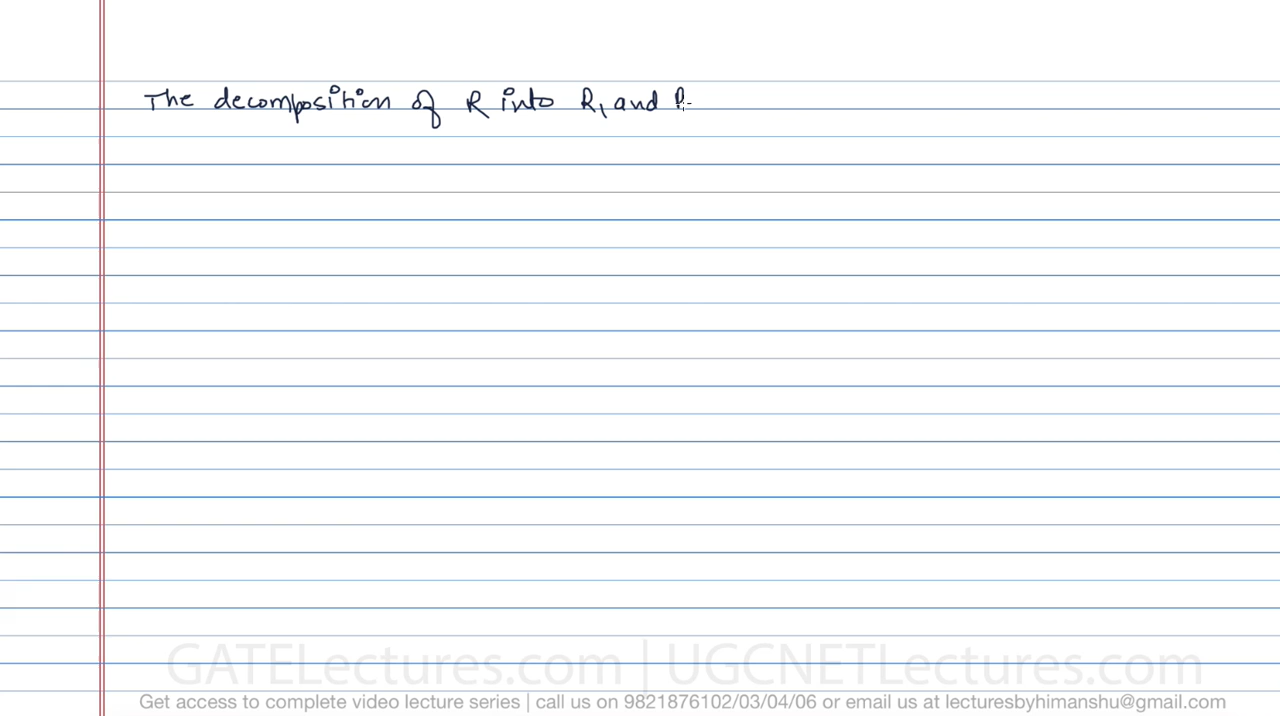 The decomposition of R into R₁ and R
GATELectures.com | UGCNETLectures.com
Get access to complete video lecture series | call us on 9821876102/03/04/06 or email us at lecturesbyhimanshu@gmail.com